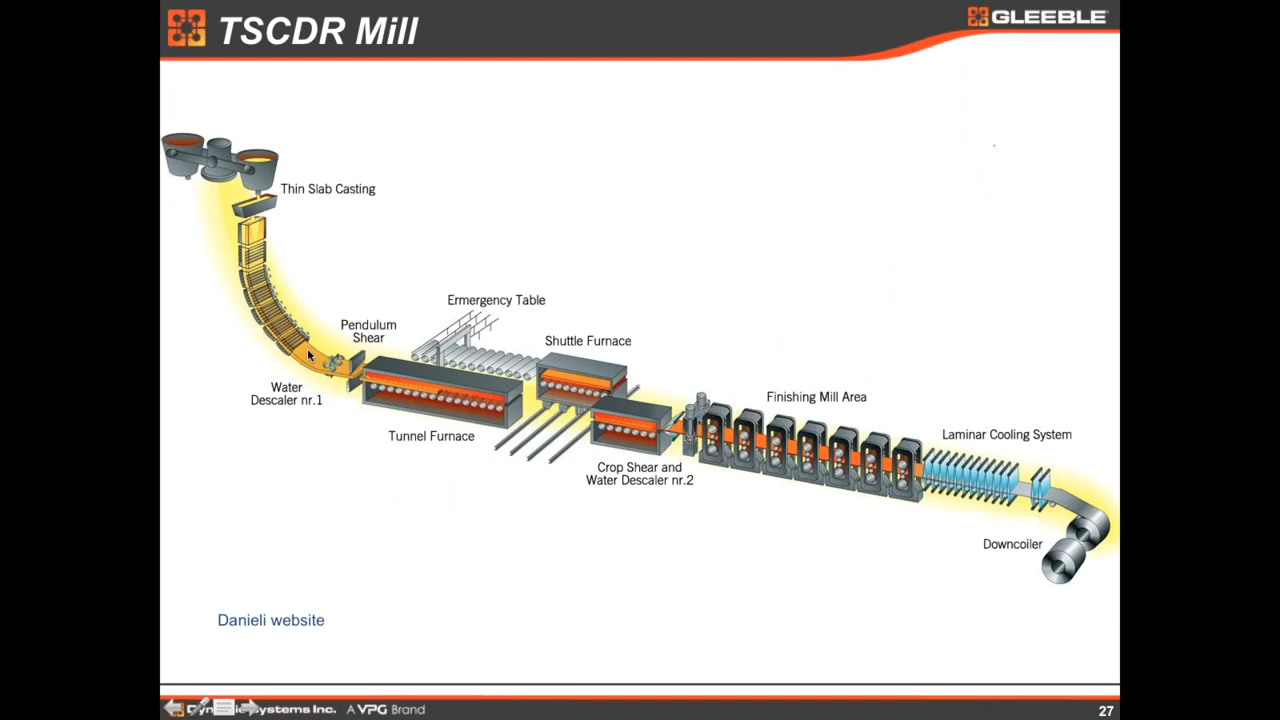 TSCDR Mill
GLEEBLE
Thin Slab Casting
Ermergency Table
Pendulum
Shear
Shuttle Furnace
Water
Descaler nr.1
Finishing Mill Area
Tunnel Furnace
Laminar Cooling System
Crop Shear and
Water Descaler nr.2
Downcoiler
Danieli website
Systems Inc. A VPG Brand
27